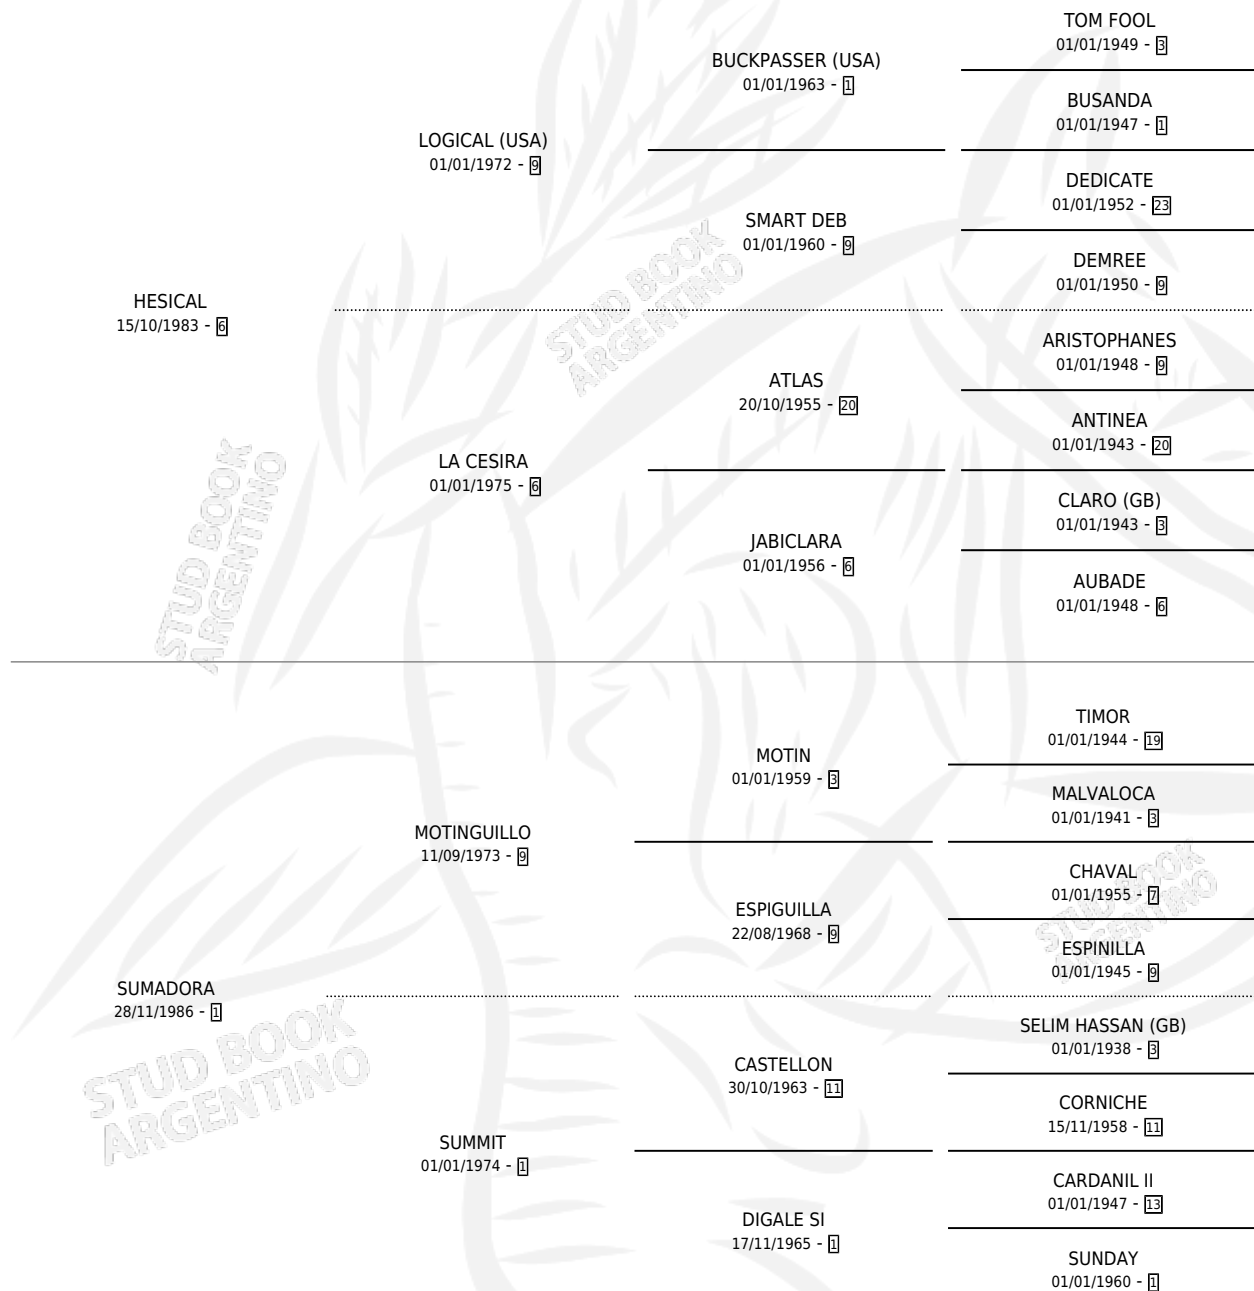 TOM FOOL
01/01/1949 - 3
BUCKPASSER (USA)
01/01/1963 - 1
BUSANDA
01/01/1947 - 1
LOGICAL (USA)
01/01/1972 - 9
DEDICATE
01/01/1952 - 23
SMART DEB
01/01/1960 - 9
DEMREE
01/01/1950 - 9
HESICAL
15/10/1983 - 6
ARISTOPHANES
01/01/1948 - 9
ATLAS
20/10/1955 - 20
ANTINEA
01/01/1943 - 20
LA CESIRA
01/01/1975 - 6
CLARO (GB)
01/01/1943 - 3
JABICLARA
01/01/1956 - 6
AUBADE
01/01/1948 - 6
TIMOR
01/01/1944 - 19
MOTIN
01/01/1959 - 3
MALVALOCA
01/01/1941 - 3
MOTINGUILLO
11/09/1973 - 9
CHAVAL
01/01/1955 - 7
ESPIGUILLA
22/08/1968 - 9
ESPINILLA
01/01/1945 - 9
SUMADORA
28/11/1986 - 1
SELIM HASSAN (GB)
01/01/1938 - 3
CASTELLON
30/10/1963 - 11
CORNICHE
15/11/1958 - 11
SUMMIT
01/01/1974 - 1
CARDANIL II
01/01/1947 - 13
DIGALE SI
17/11/1965 - 1
SUNDAY
01/01/1960 - 1
STUD BOOK
ARGENTINO
STUD BOOK
ARGENTINO
STUD BOOK
ARGENTINO
STUD BOOK
ARGENTINO